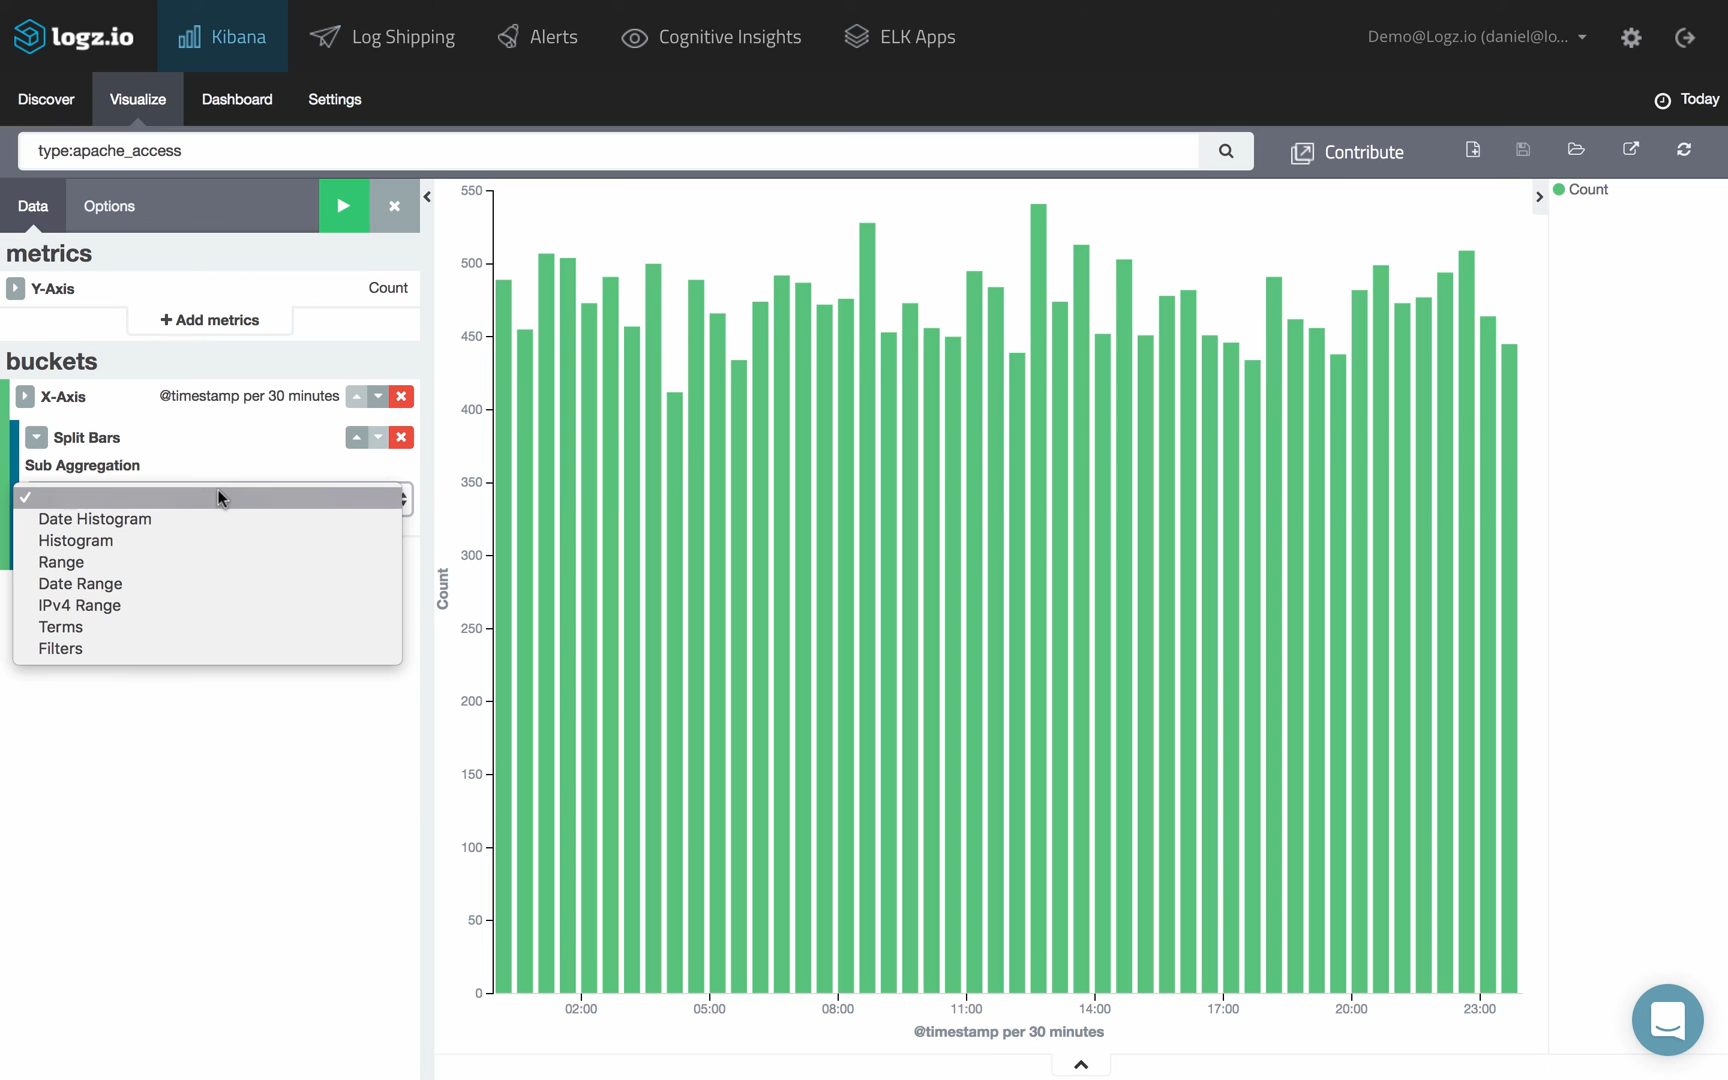 logz.io
Kibana
Log Shipping
Alerts
Cognitive Insights
ELK Apps
Demo@Logz.io (daniel@lo...
Discover
Visualize
Dashboard
Settings
Today
type:apache_access
Contribute
Data
Options
metrics
Y-Axis
Count
Add metrics
buckets
X-Axis
@timestamp per 30 minutes
Split Bars
Sub Aggregation
Date Histogram
Histogram
Range
Date Range
IPv4 Range
Terms
Filters
550
500
450
400
350
300
250
200
150
100
50
0
Count
02:00
05:00
08:00
11:00
14:00
17:00
20:00
23:00
@timestamp per 30 minutes
Count